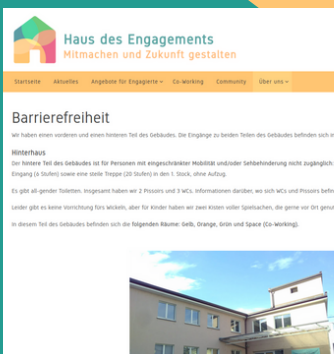 Haus des Engagements
Mitmachen und Zukunft gestalten
Startseite Aktuelles Angebote für Engagierte Co-working Community Über uns
Barrierefreiheit
Wir haben einen vorderen und einen hinteren Teil des Gebäudes. Die Eingänge zu beiden Teilen des Gebäudes befinden sich
Hinterhaus
Der hintere Teil des Gebäudes ist für Personen mit eingeschränkter Mobilität und/oder Sehbehinderung nicht zugänglich:
Eingang (6 Stufen) sowie eine steile Treppe (20 Stufen) in den 1. Stock, ohne Aufzug.
Es gibt all-gender Toiletten. Insgesamt haben wir 2 Pissoirs und 3 WCs. Informationen darüber, wo sich WCs und Pissoirs
Leider gibt es keine Vorrichtung fürs Wickeln, aber für Kinder haben wir zwei Kisten voller Spielsachen, die gerne vor Ort
In diesem Teil des Gebäudes befinden sich die folgenden Räume: Gelb, Orange, Grün und Space (Co-Working).